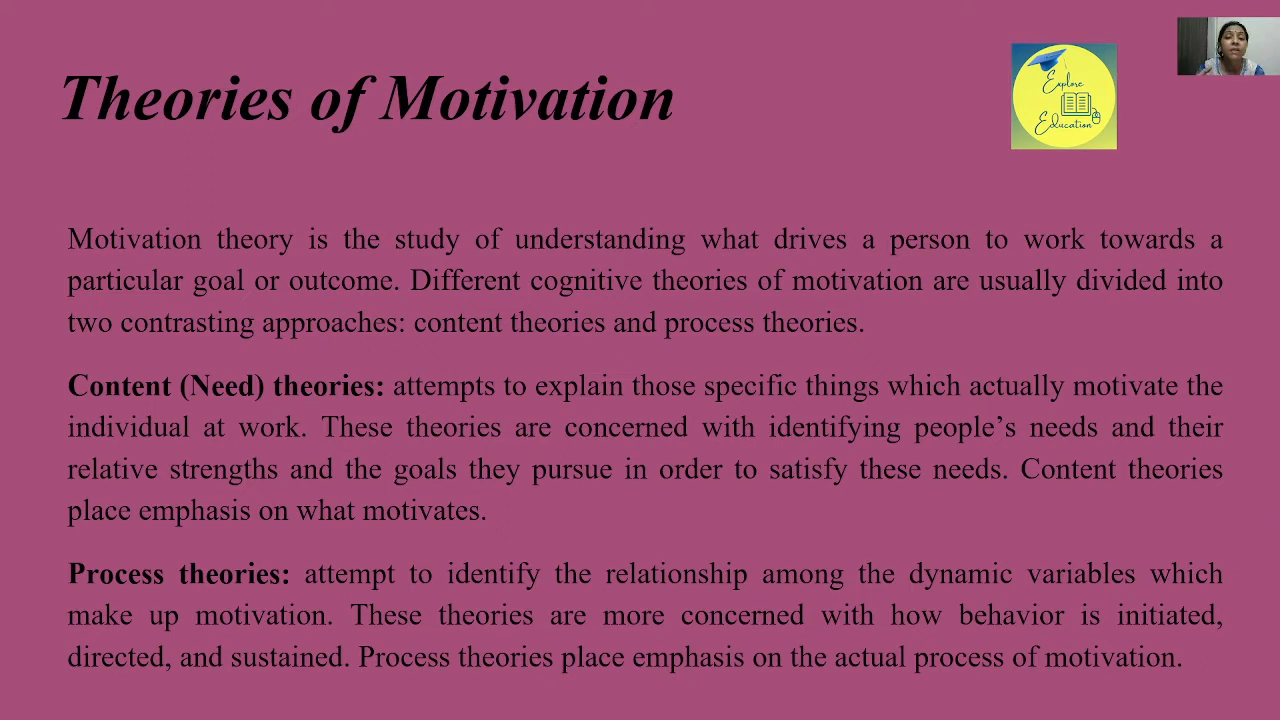 Theories of Motivation
Explore
Education
Motivation theory is the study of understanding what drives a person to work towards a
particular goal or outcome. Different cognitive theories of motivation are usually divided into
two contrasting approaches: content theories and process theories.
Content (Need) theories: attempts to explain those specific things which actually motivate the
individual at work. These theories are concerned with identifying people’s needs and their
relative strengths and the goals they pursue in order to satisfy these needs. Content theories
place emphasis on what motivates.
Process theories: attempt to identify the relationship among the dynamic variables which
make up motivation. These theories are more concerned with how behavior is initiated,
directed, and sustained. Process theories place emphasis on the actual process of motivation.